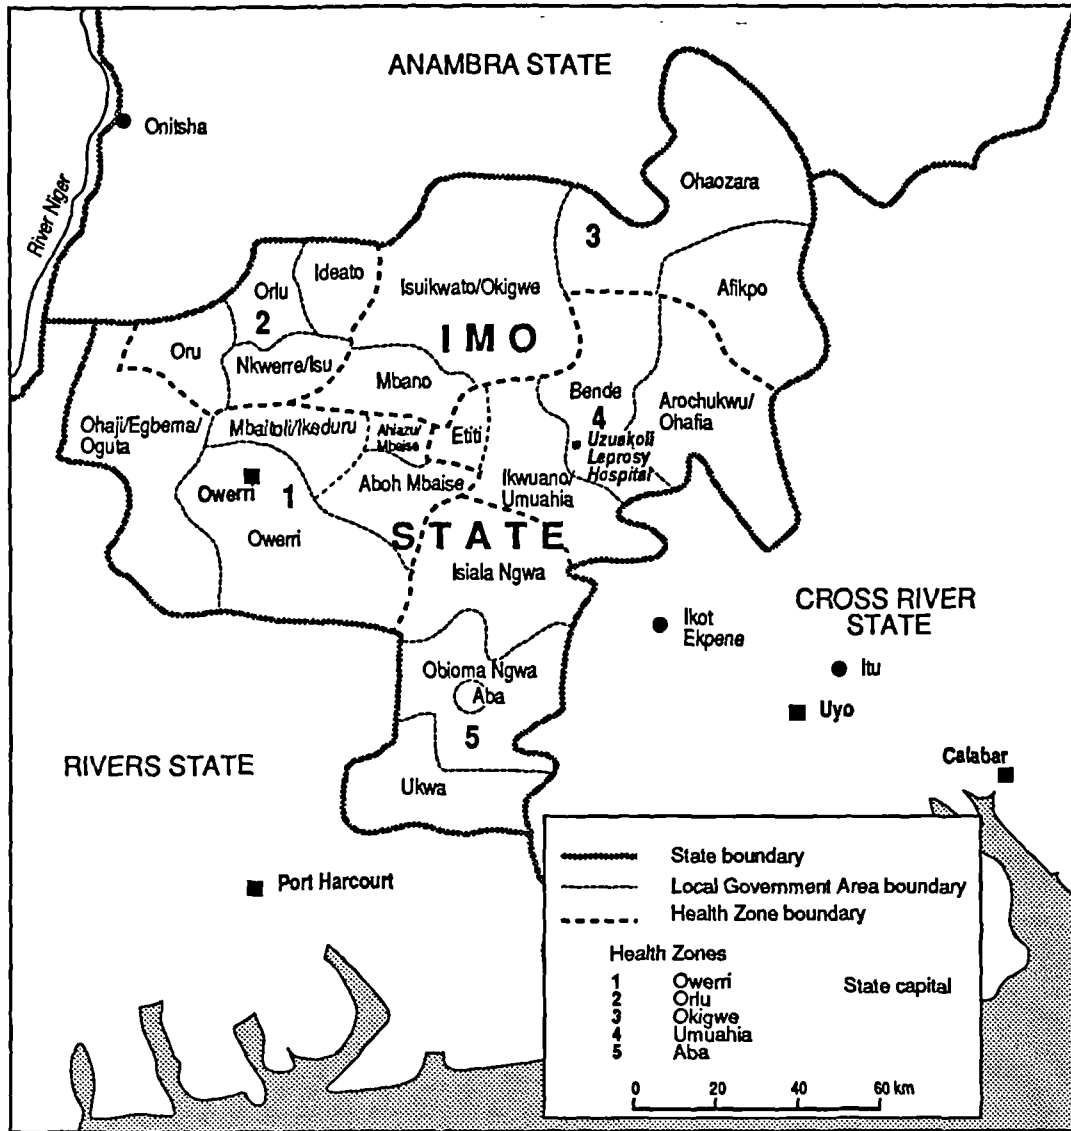 ANAMBRA STATE
Onitsha
River Niger
Ohaozara
3
Ideato
Orlu
2
Isuikwato/Okigwe
Afikpo
IMO
Oru
Nkwerre/Isu
Mbano
Bende
4
Arochukwu/
Ohafia
Ohaji/Egbema/
Oguta
Mbaitoli/Ikeduru
Ahiazu/
Mbaise
Etiti
Uzuakoli
Leprosy
Hospital
Owerri
1
Aboh Mbaise
Ikwuano/
Umuahia
Owerri
STATE
Isiala Ngwa
CROSS RIVER
STATE
Ikot
Ekpene
Itu
Uyo
Obioma Ngwa
Aba
5
Calabar
RIVERS STATE
Ukwa
Port Harcourt
State boundary
Local Government Area boundary
Health Zone boundary
Health Zones
1 Owerri State capital
2 Orlu
3 Okigwe
4 Umuahia
5 Aba
0 20 40 60 km